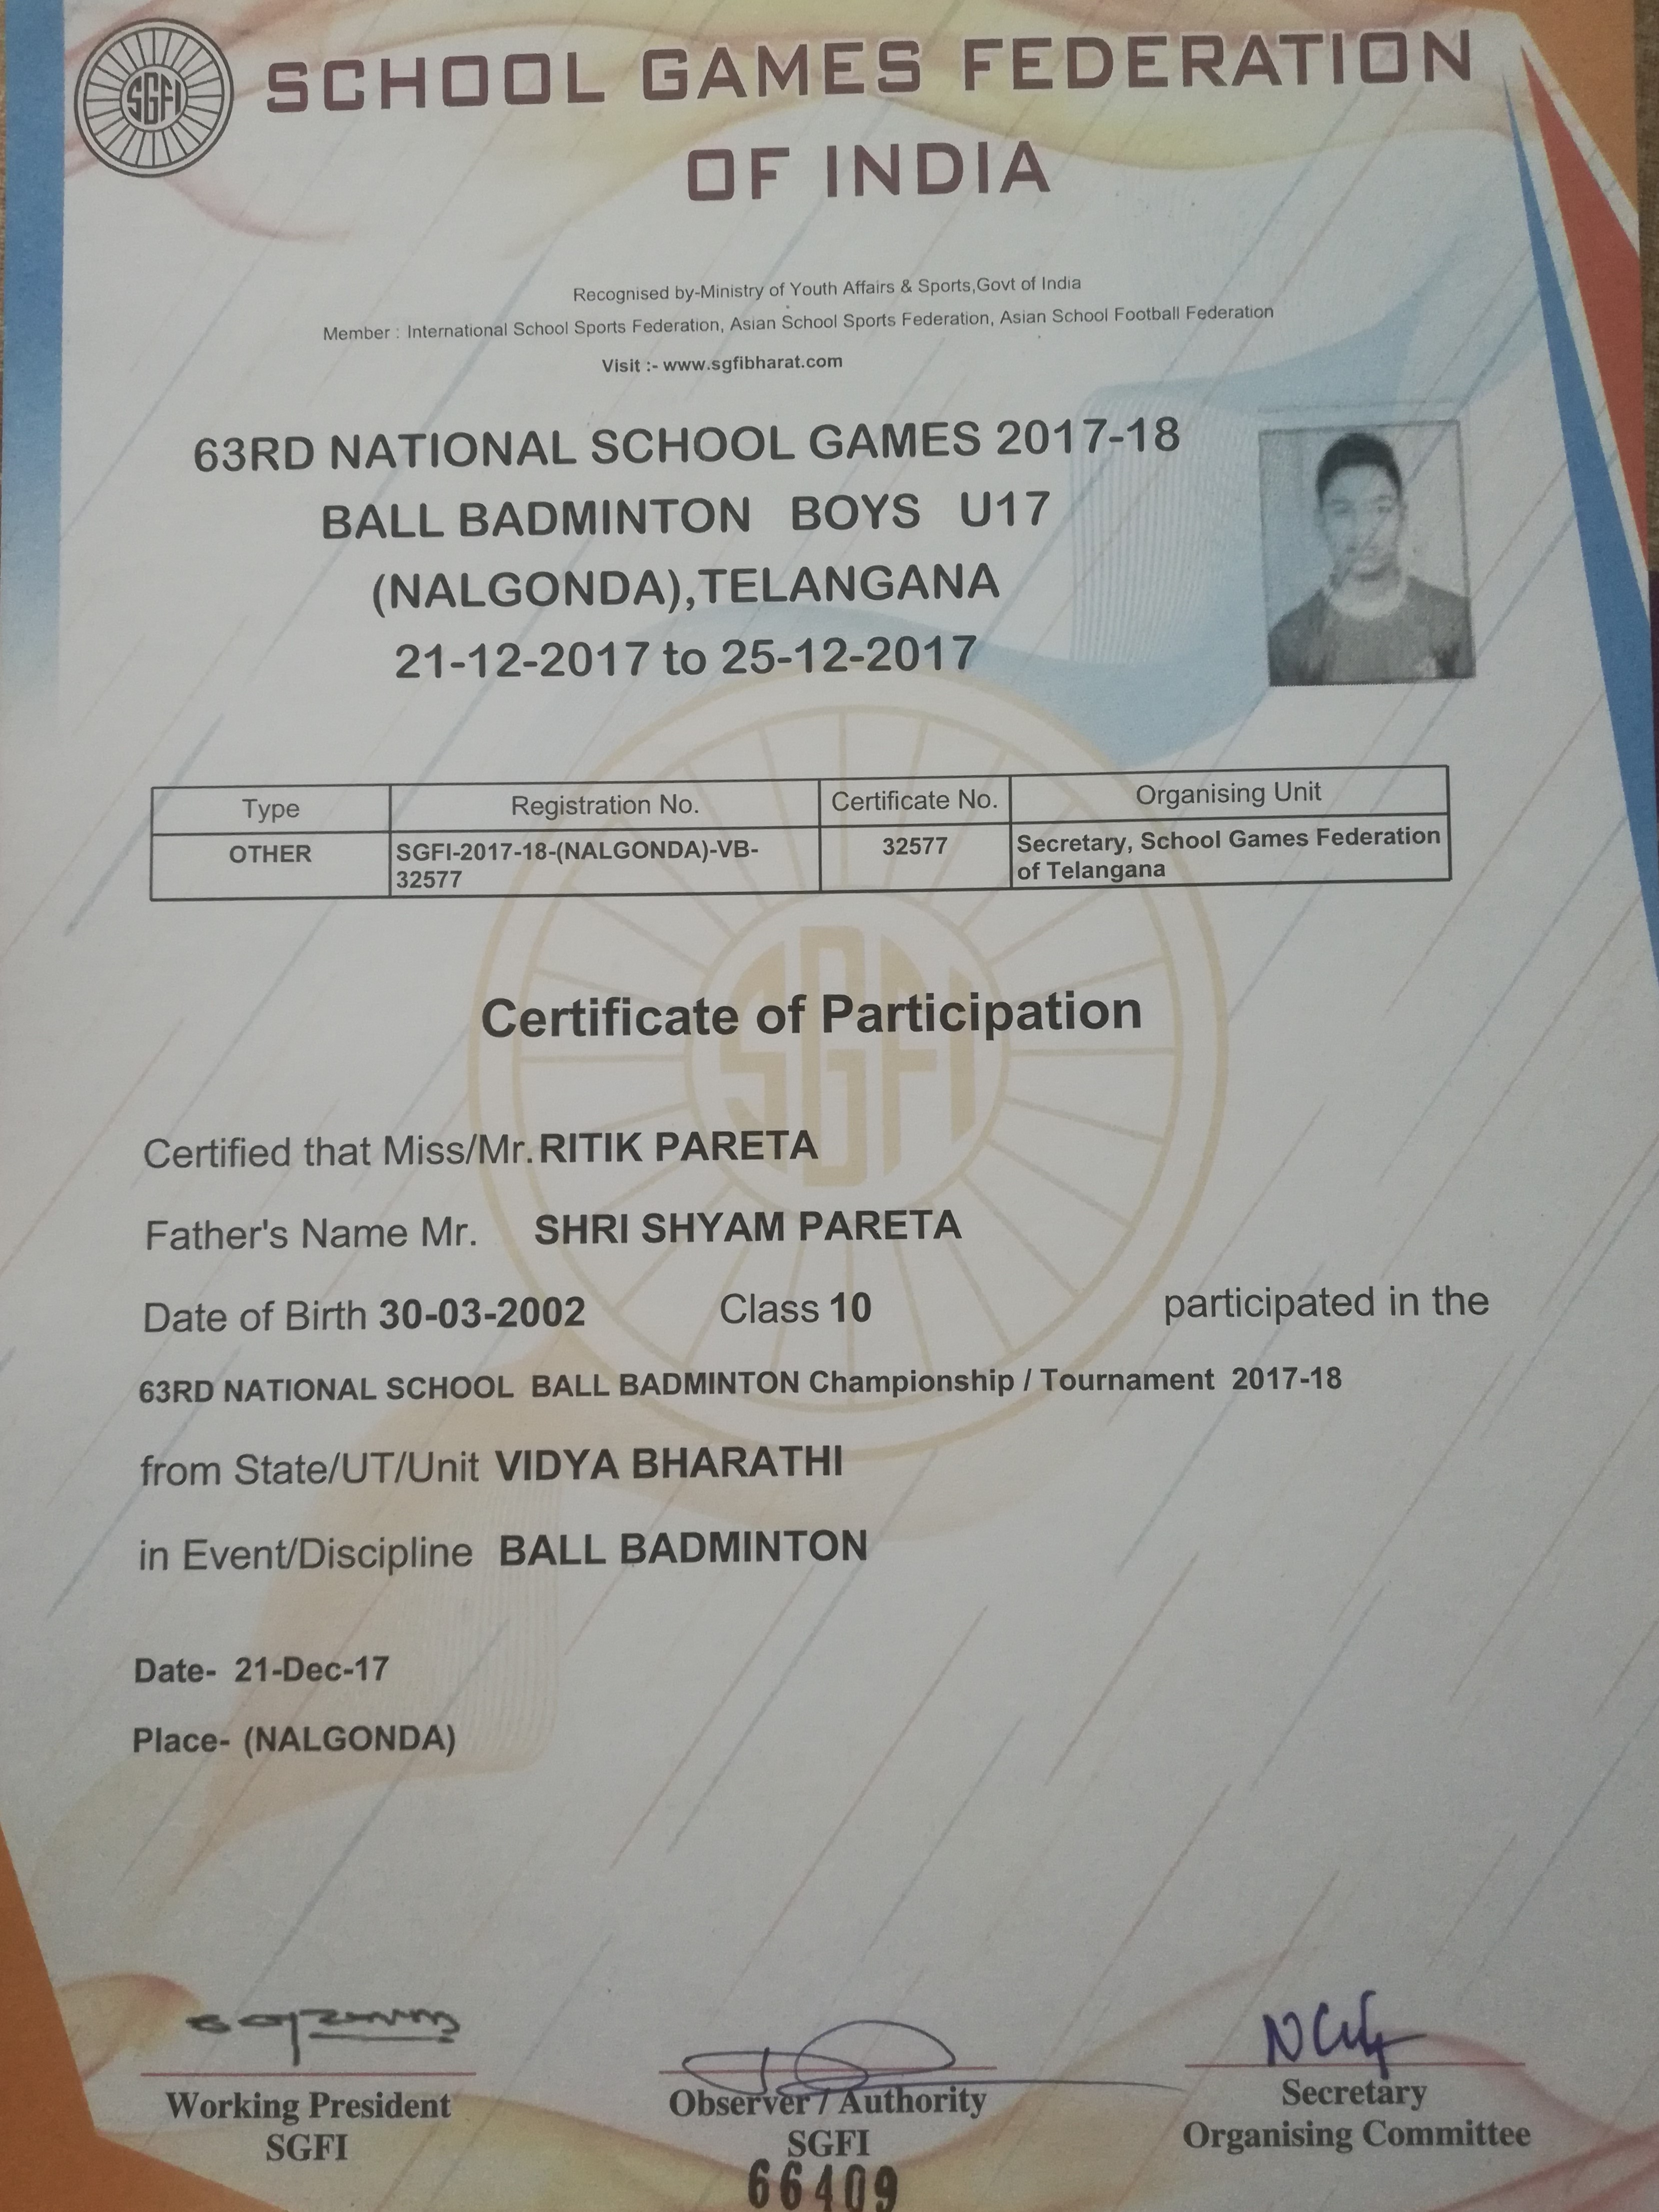 SGFI
SCHOOL GAMES FEDERATION
OF INDIA
Recognised by-Ministry of Youth Affairs & Sports,Govt of India
Member : International School Sports Federation, Asian School Sports Federation, Asian School Football Federation
Visit :- www.sgfibharat.com
63RD NATIONAL SCHOOL GAMES 2017-18
BALL BADMINTON BOYS U17
(NALGONDA),TELANGANA
21-12-2017 to 25-12-2017
Type Registration No. Certificate No. Organising Unit
OTHER SGFI-2017-18-(NALGONDA)-VB- 32577 Secretary, School Games Federation
32577 of Telangana
SGFI
Certificate of Participation
Certified that Miss/Mr. RITIK PARETA
Father's Name Mr. SHRI SHYAM PARETA
Date of Birth 30-03-2002 Class 10 participated in the
63RD NATIONAL SCHOOL BALL BADMINTON Championship / Tournament 2017-18
from State/UT/Unit VIDYA BHARATHI
in Event/Discipline BALL BADMINTON
Date- 21-Dec-17
Place- (NALGONDA)
Working President Observer / Authority Secretary
SGFI SGFI Organising Committee
66409